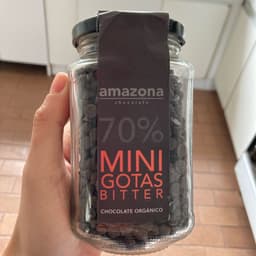 amazona
chocolate
70%
MINI
GOTAS
BITTER
CHOCOLATE ORGÂNICO